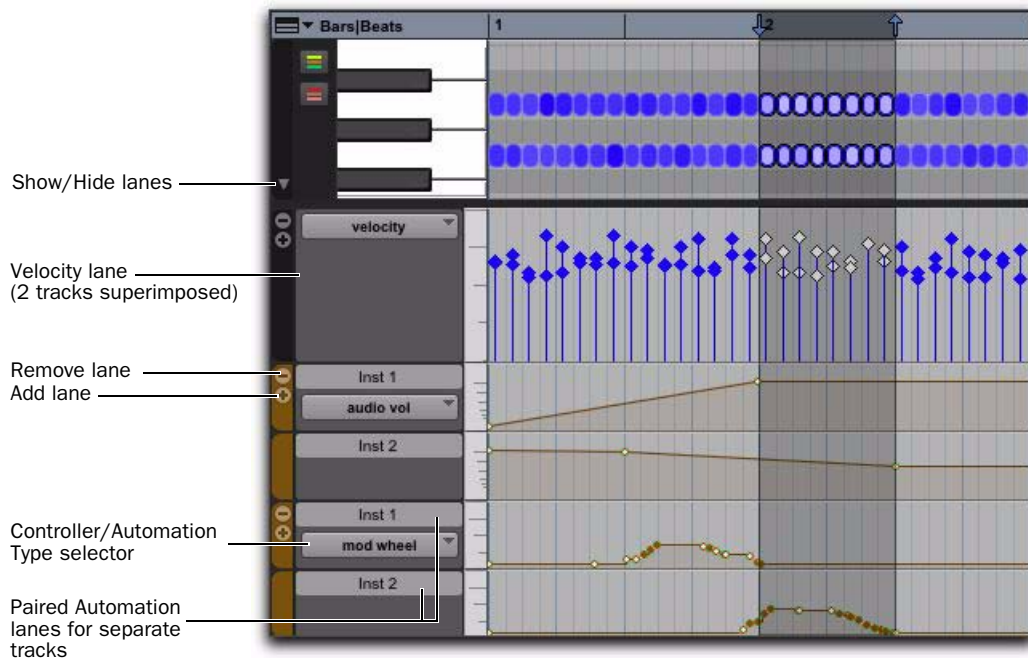 Bars|Beats
1
2
Show/Hide lanes
velocity
Velocity lane
(2 tracks superimposed)
Remove lane
Add lane
Inst 1
audio vol
Inst 2
Controller/Automation
Type selector
Inst 1
mod wheel
Inst 2
Paired Automation
lanes for separate
tracks